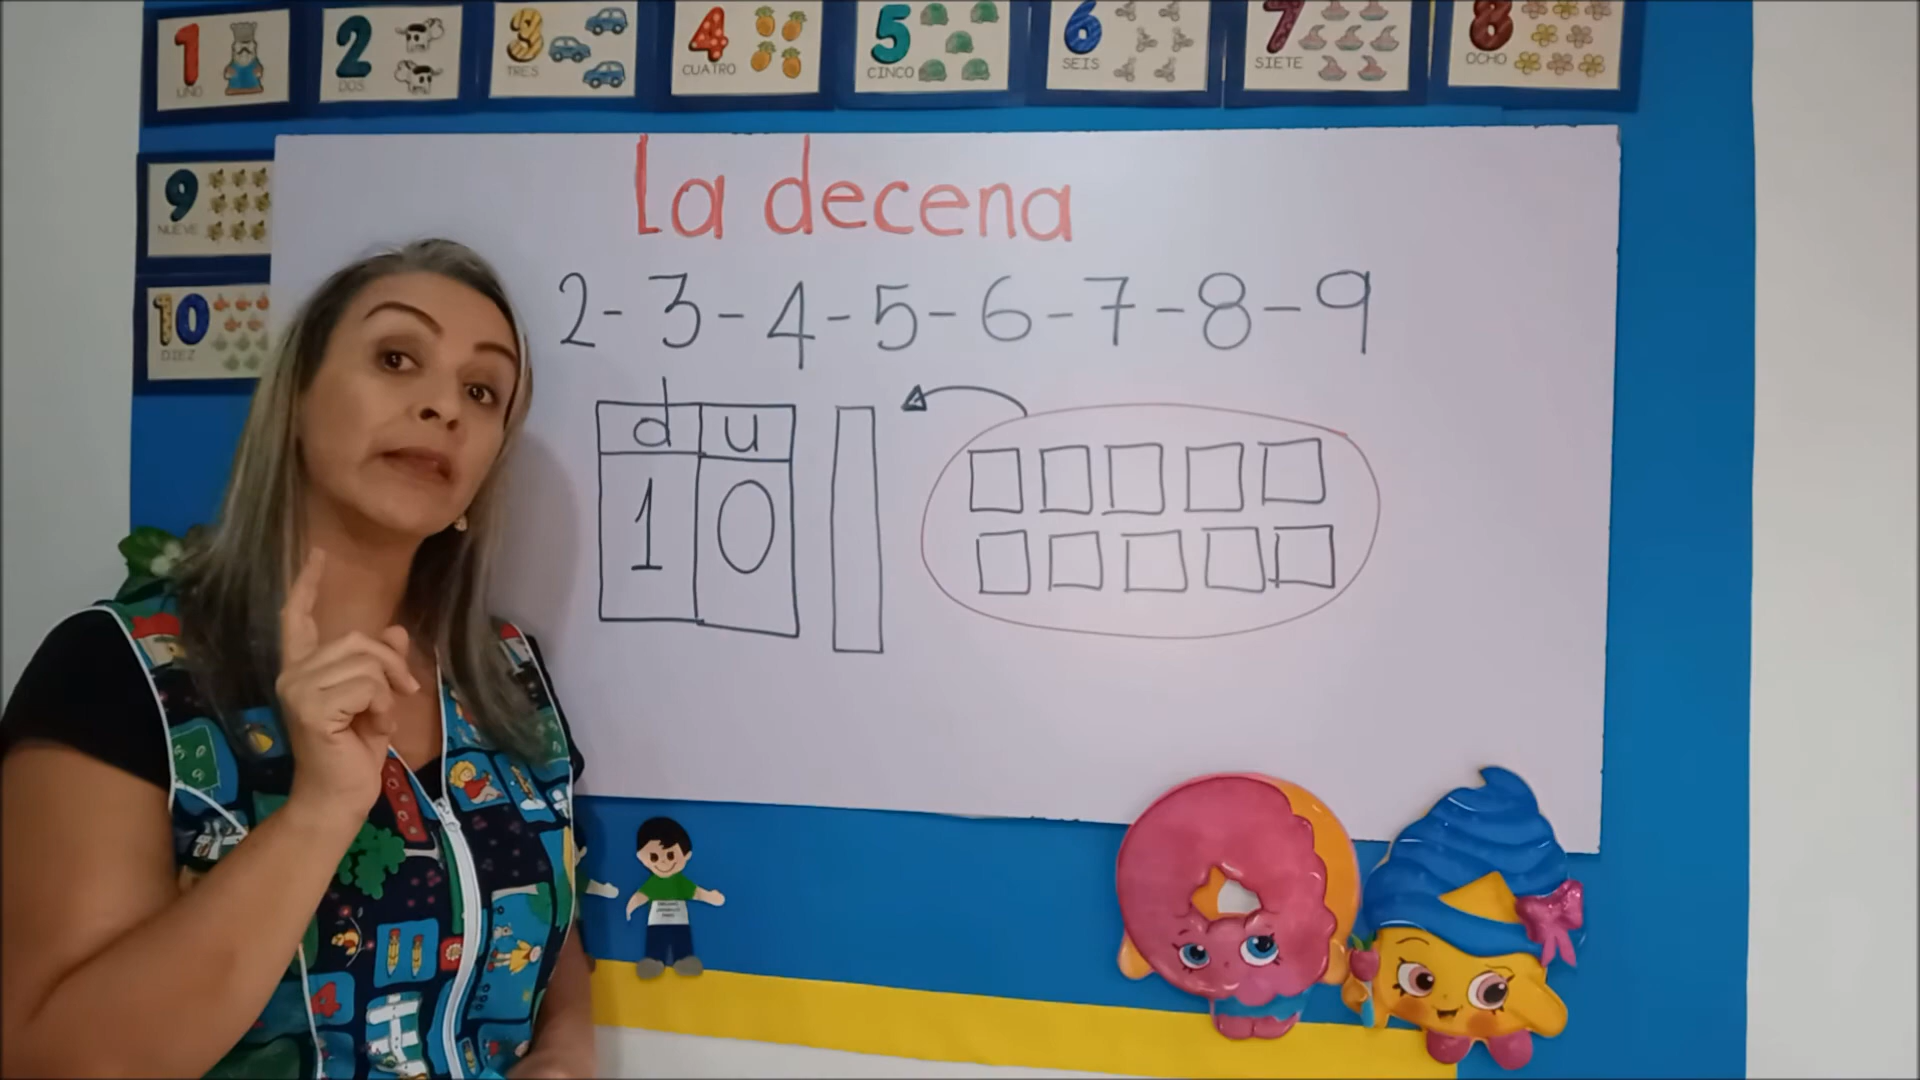 1 2 3 4 5 6 7 8
UNO DOS TRES CUATRO CINCO SEIS SIETE OCHO
9
NUEVE
10
DIEZ
La decena
2-3-4-5-6-7-8-9
d u
1 0